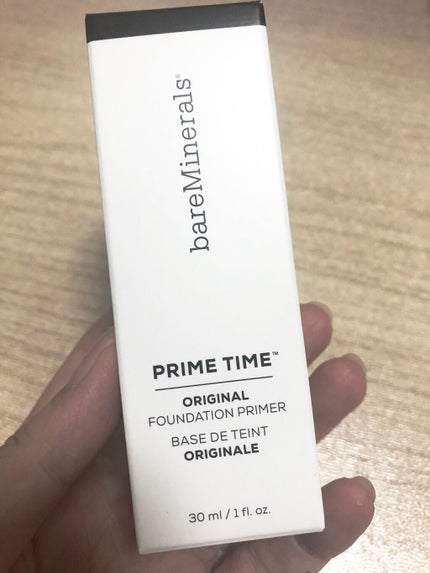 bareMinerals®
PRIME TIME™
ORIGINAL
FOUNDATION PRIMER
BASE DE TEINT
ORIGINALE
30 ml / 1 fl. oz.